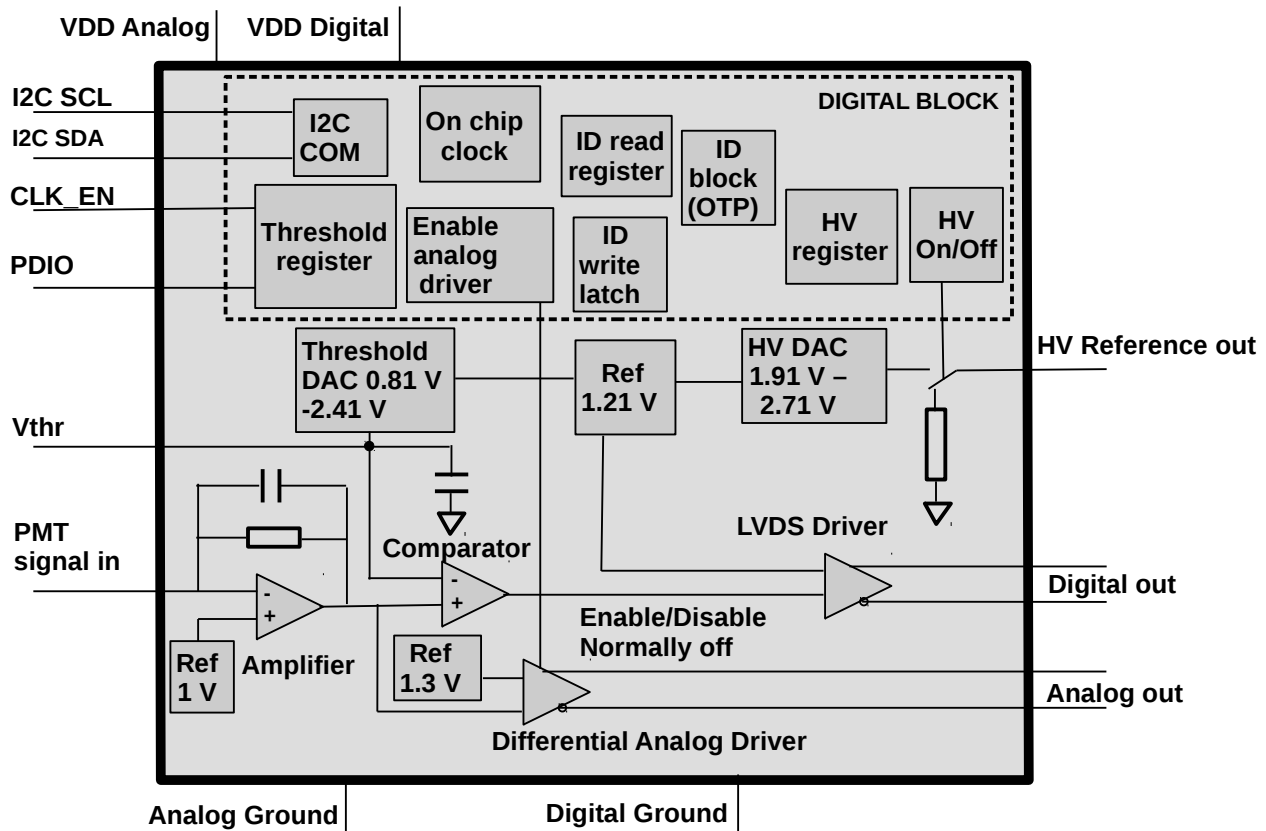 VDD Analog
VDD Digital
I2C SCL
I2C SDA
CLK_EN
PDIO
DIGITAL BLOCK
I2C
COM
On chip
clock
ID read
register
ID
block
(OTP)
Threshold
register
Enable
analog
driver
ID
write
latch
HV
register
HV
On/Off
Threshold
DAC 0.81 V
-2.41 V
Ref
1.21 V
HV DAC
1.91 V –
2.71 V
HV Reference out
Vthr
PMT
signal in
Comparator
LVDS Driver
-
+
-
+
Digital out
Enable/Disable
Normally off
Ref
1 V
Amplifier
Ref
1.3 V
Analog out
Differential Analog Driver
Analog Ground
Digital Ground